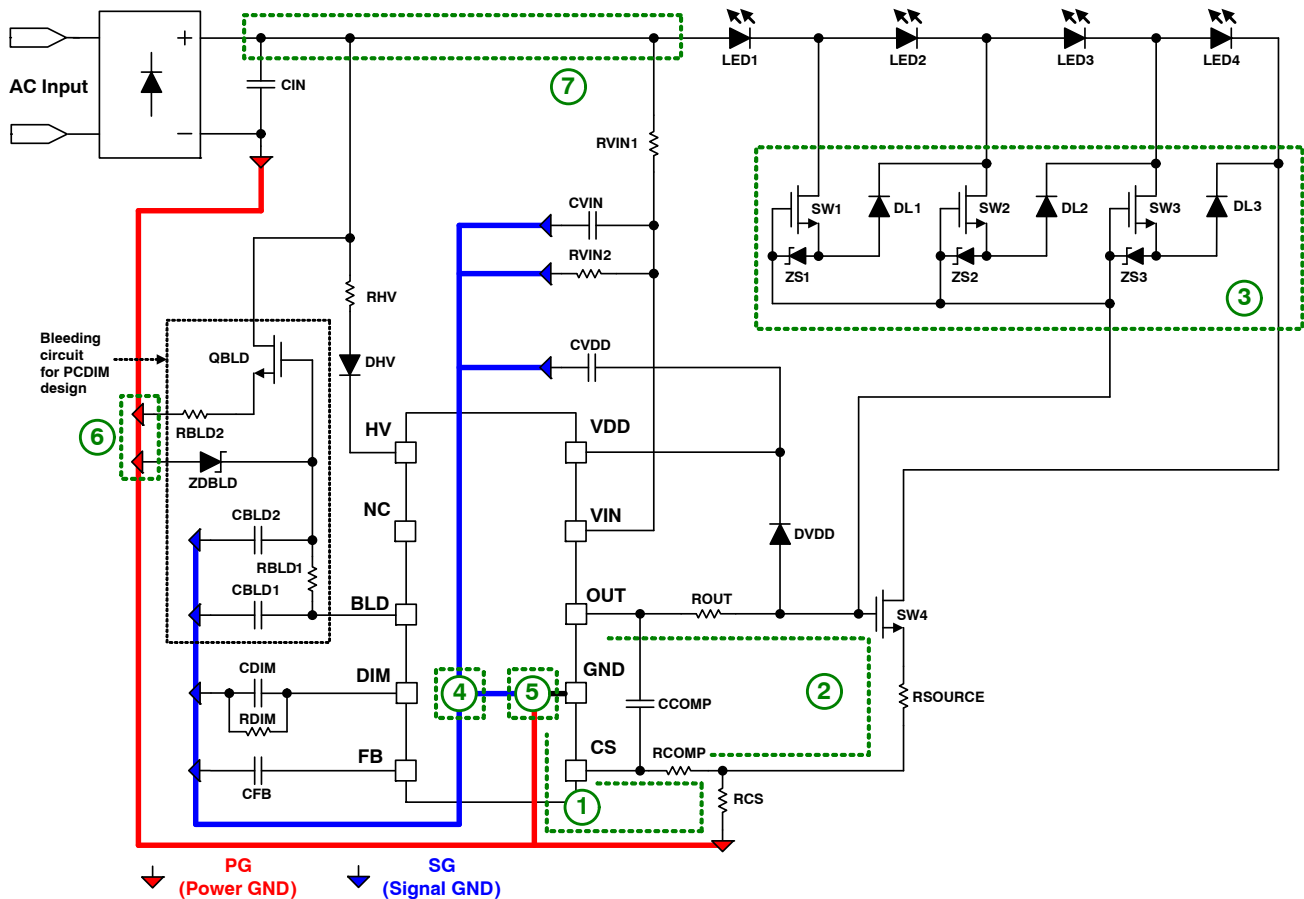 +
−
AC Input
CIN
7
LED1
LED2
LED3
LED4
RVIN1
CVIN
RVIN2
SW1
DL1
SW2
DL2
SW3
DL3
ZS1
ZS2
ZS3
3
RHV
DHV
CVDD
Bleeding
circuit
for PCDIM
design
QBLD
RBLD2
6
ZDBLD
HV
VDD
CBLD2
NC
VIN
DVDD
RBLD1
CBLD1
BLD
OUT
ROUT
SW4
CDIM
DIM
GND
4
5
2
RSOURCE
RDIM
CCOMP
FB
CS
RCOMP
CFB
1
RCS
PG
(Power GND)
SG
(Signal GND)